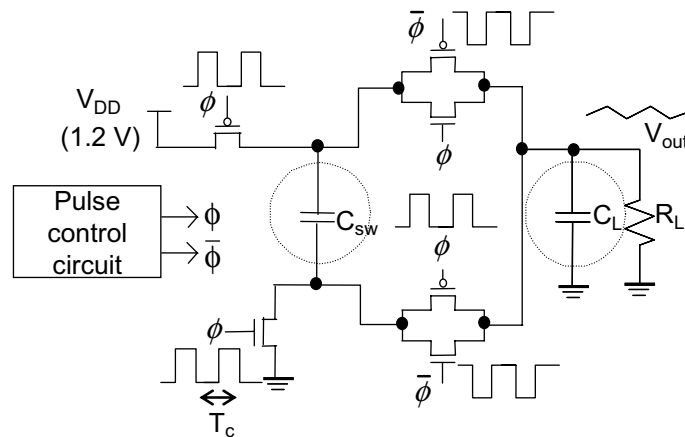 ϕ̅
V_DD
(1.2 V)
ϕ
ϕ
V_out
Pulse
control
circuit
ϕ
ϕ̅
C_sw
ϕ
C_L
R_L
ϕ
ϕ̅
T_c